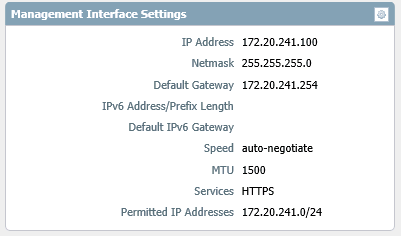 Management Interface Settings
IP Address 172.20.241.100
Netmask 255.255.255.0
Default Gateway 172.20.241.254
IPv6 Address/Prefix Length
Default IPv6 Gateway
Speed auto-negotiate
MTU 1500
Services HTTPS
Permitted IP Addresses 172.20.241.0/24